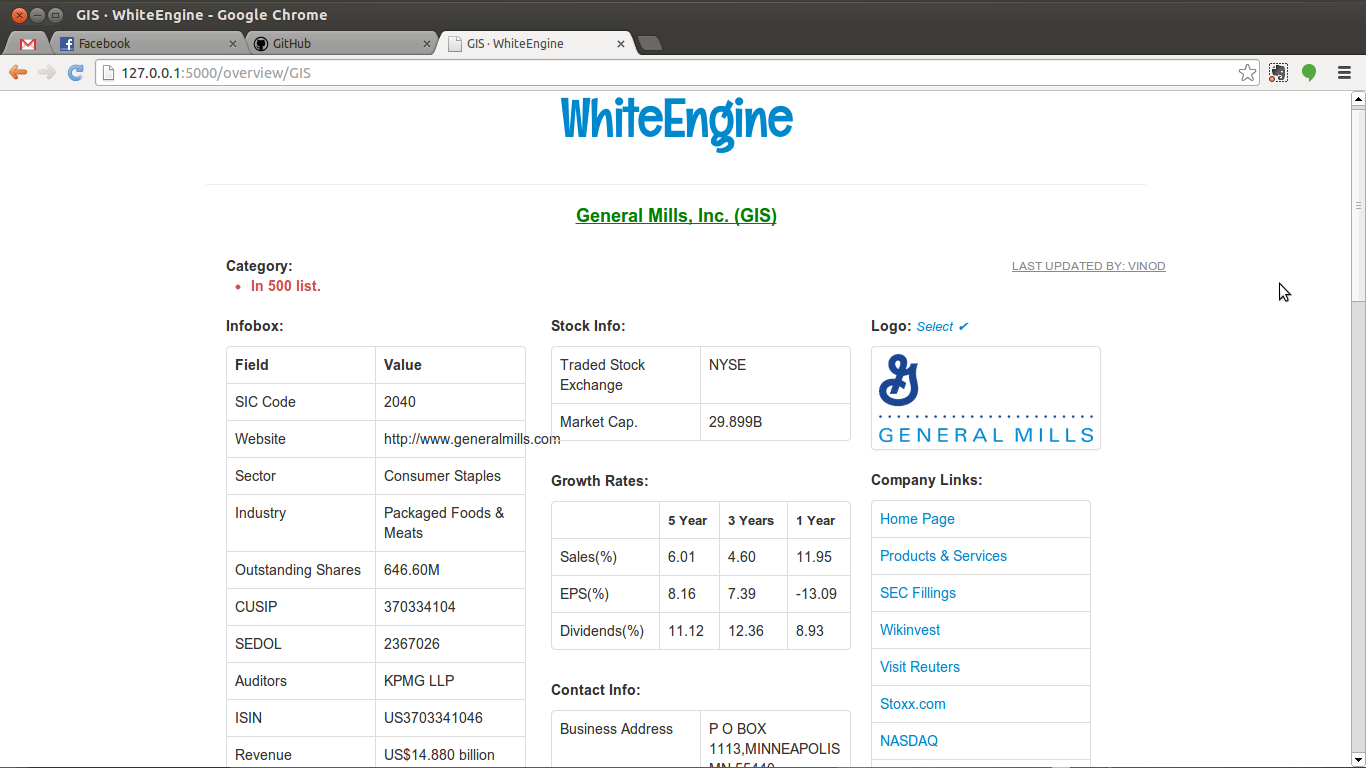 GIS · WhiteEngine - Google Chrome
Facebook
GitHub
GIS · WhiteEngine
127.0.0.1:5000/overview/GIS
WhiteEngine
General Mills, Inc. (GIS)
Category:
LAST UPDATED BY: VINOD
• In 500 list.
Infobox:
Field Value
SIC Code 2040
Website http://www.generalmills.com
Sector Consumer Staples
Industry Packaged Foods &
Meats
Outstanding Shares 646.60M
CUSIP 370334104
SEDOL 2367026
Auditors KPMG LLP
ISIN US3703341046
Revenue US$14.880 billion
Stock Info:
Traded Stock NYSE
Exchange
Market Cap. 29.899B
Growth Rates:
5 Year 3 Years 1 Year
Sales(%) 6.01 4.60 11.95
EPS(%) 8.16 7.39 -13.09
Dividends(%) 11.12 12.36 8.93
Contact Info:
Business Address P O BOX
1113,MINNEAPOLIS
MN 55440
Logo: Select ✔
G
GENERAL MILLS
Company Links:
Home Page
Products & Services
SEC Fillings
Wikinvest
Visit Reuters
Stoxx.com
NASDAQ